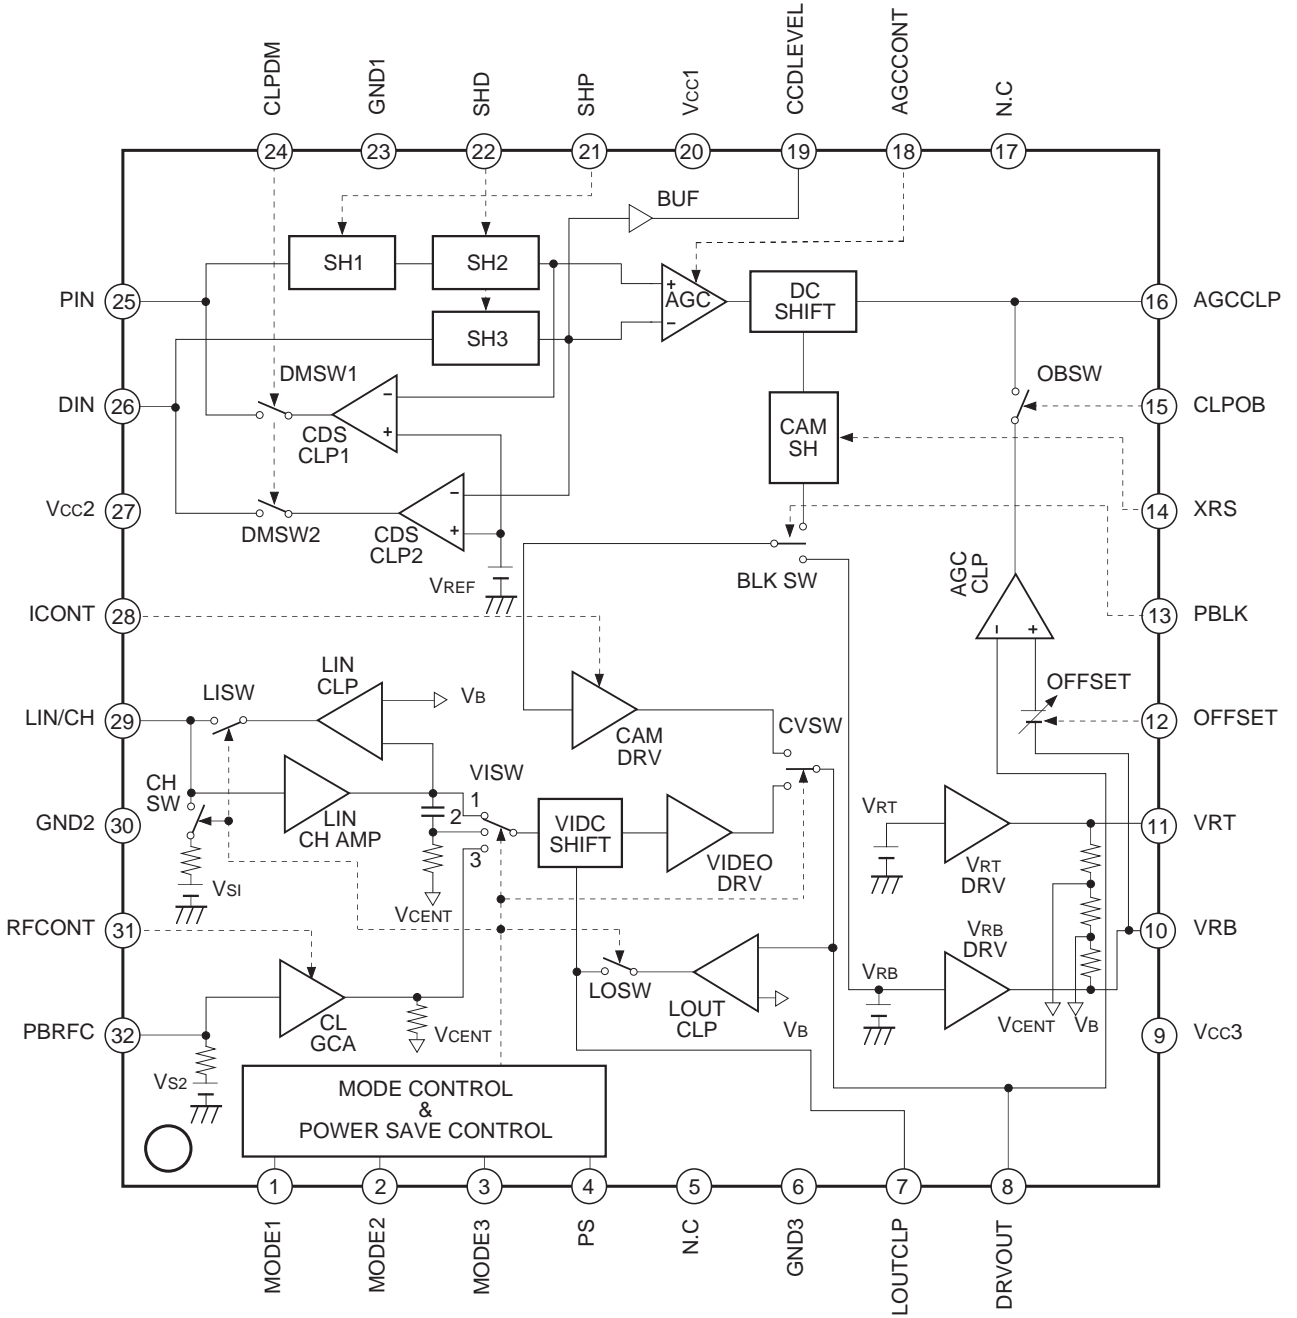 CLPDM
GND1
SHD
SHP
VCC1
CCDLEVEL
AGCCONT
N.C
24
23
22
21
20
19
18
17
BUF
SH1
SH2
+
AGC
−
DC
SHIFT
SH3
PIN
25
16
AGCCLP
DIN
26
DMSW1
−
+
CDS
CLP1
CAM
SH
OBSW
15
CLPOB
VCC2
27
DMSW2
−
+
CDS
CLP2
VREF
BLK SW
AGC
CLP
14
XRS
ICONT
28
− +
13
PBLK
LIN/CH
29
LISW
LIN
CLP
VB
CAM
DRV
CVSW
OFFSET
12
OFFSET
CH
SW
LIN
CH AMP
VISW
1
2
3
VIDC
SHIFT
VIDEO
DRV
GND2
30
VSI
VCENT
VRT
VRT
DRV
11
VRT
RFCONT
31
CL
GCA
VCENT
LOSW
LOUT
CLP
VB
VRB
VRB
DRV
VCENT
VB
10
VRB
PBRFC
32
VS2
9
VCC3
MODE CONTROL
&
POWER SAVE CONTROL
1
2
3
4
5
6
7
8
MODE1
MODE2
MODE3
PS
N.C
GND3
LOUTCLP
DRVOUT